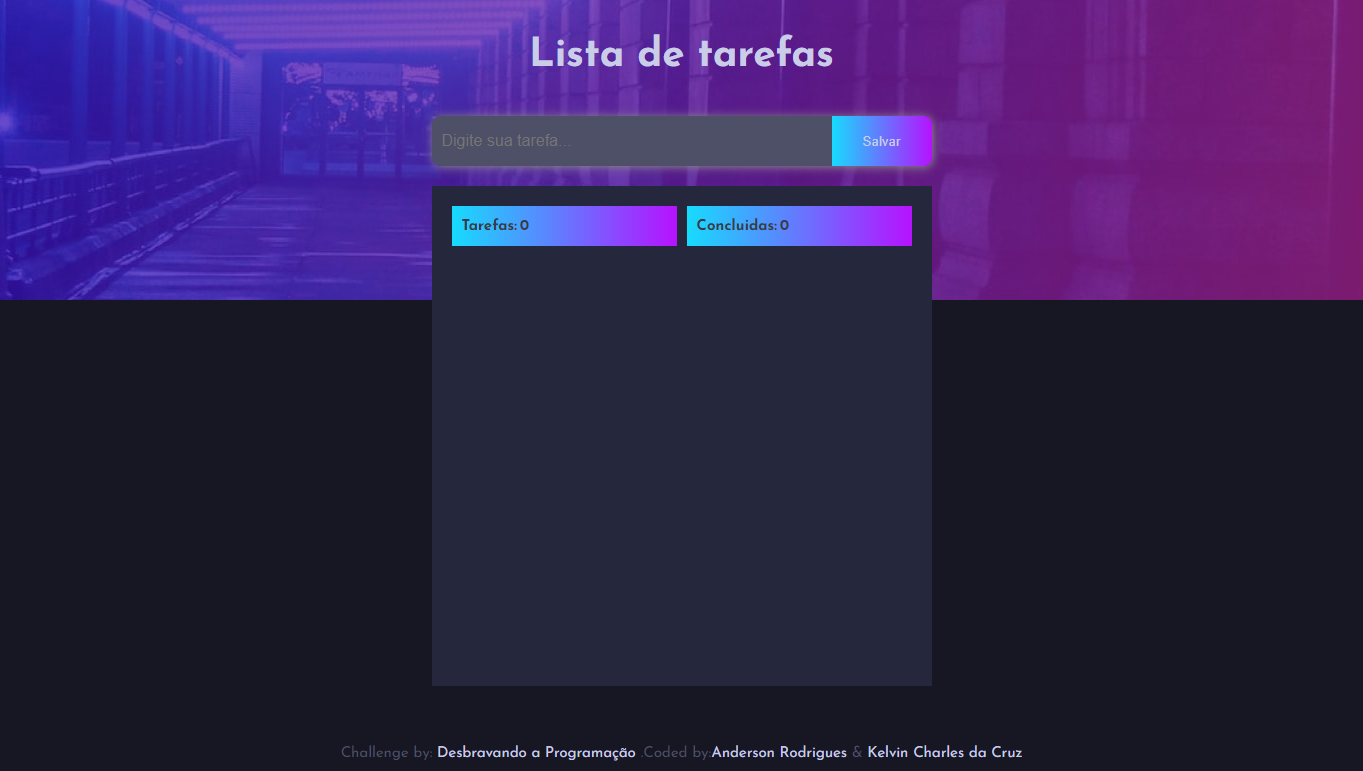 Lista de tarefas
Digite sua tarefa...
Salvar
Tarefas: 0
Concluidas: 0
Challenge by: Desbravando a Programação .Coded by:Anderson Rodrigues & Kelvin Charles da Cruz